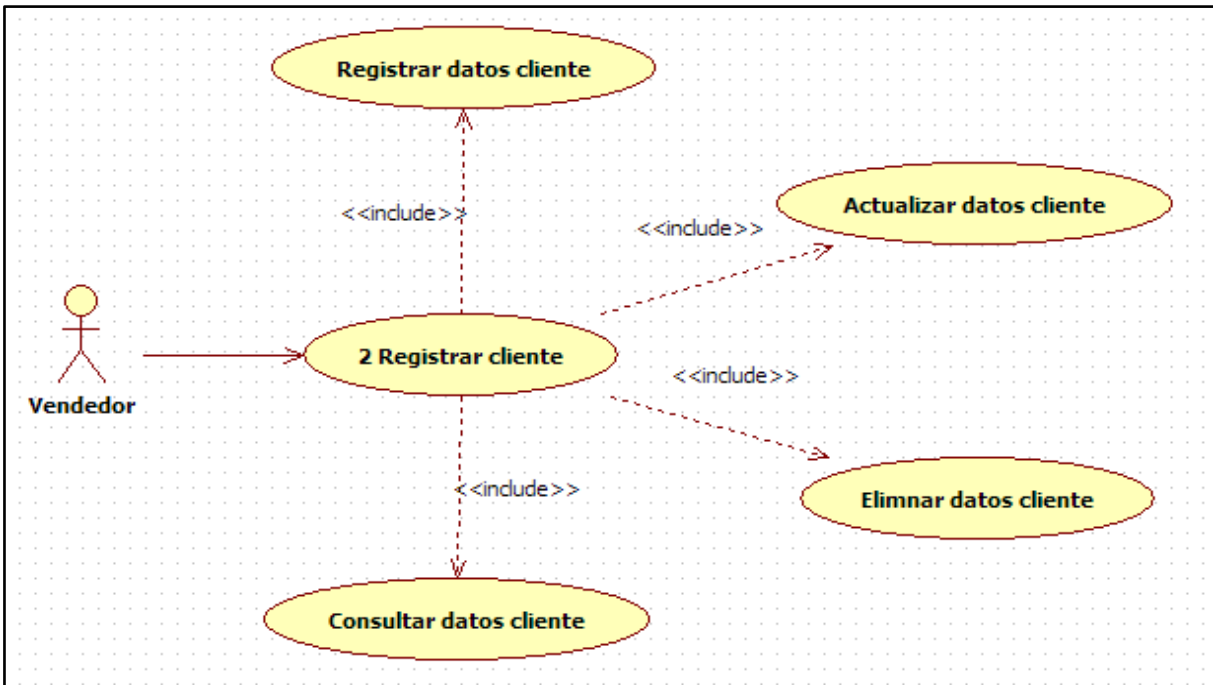 Registrar datos cliente
Actualizar datos cliente
<<include>>
<<include>>
2 Registrar cliente
<<include>>
Vendedor
<<include>>
Elimnar datos cliente
Consultar datos cliente